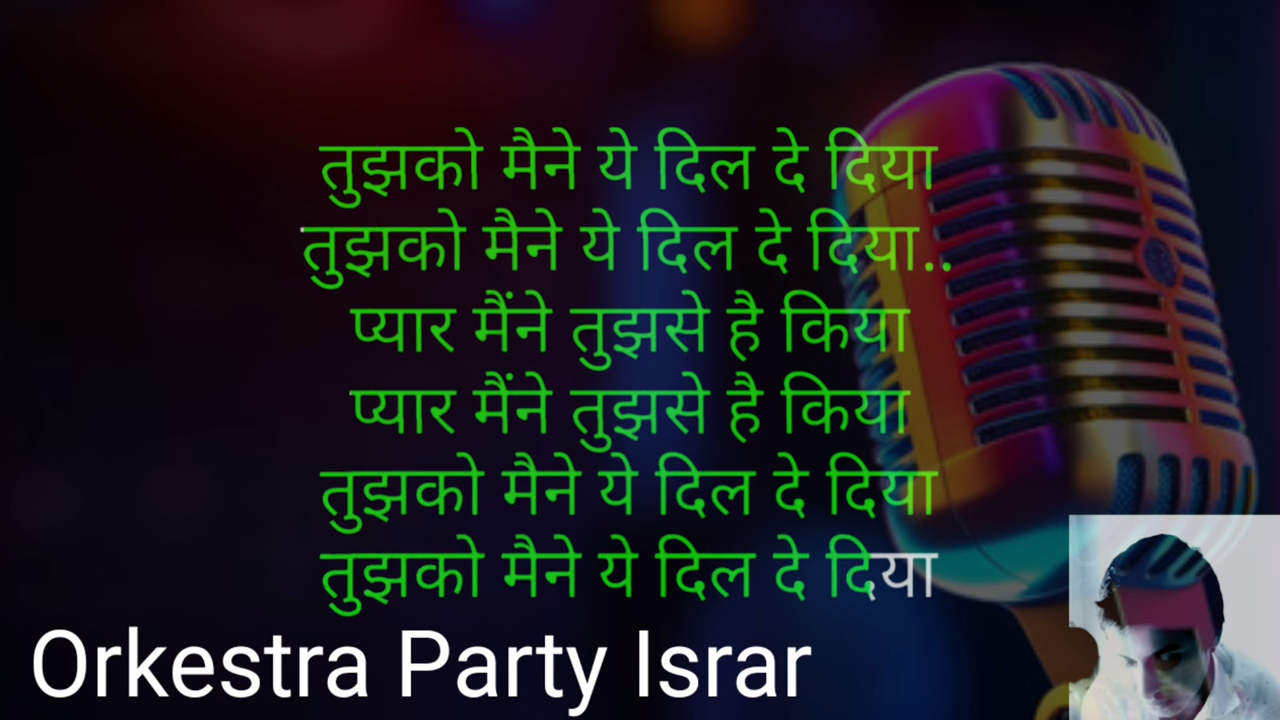 तुझको मैने ये दिल दे दिया
तुझको मैने ये दिल दे दिया..
प्यार मैंने तुझसे है किया
प्यार मैंने तुझसे है किया
तुझको मैने ये दिल दे दिया
तुझको मैने ये दिल दे दिया
Orkestra Party Israr